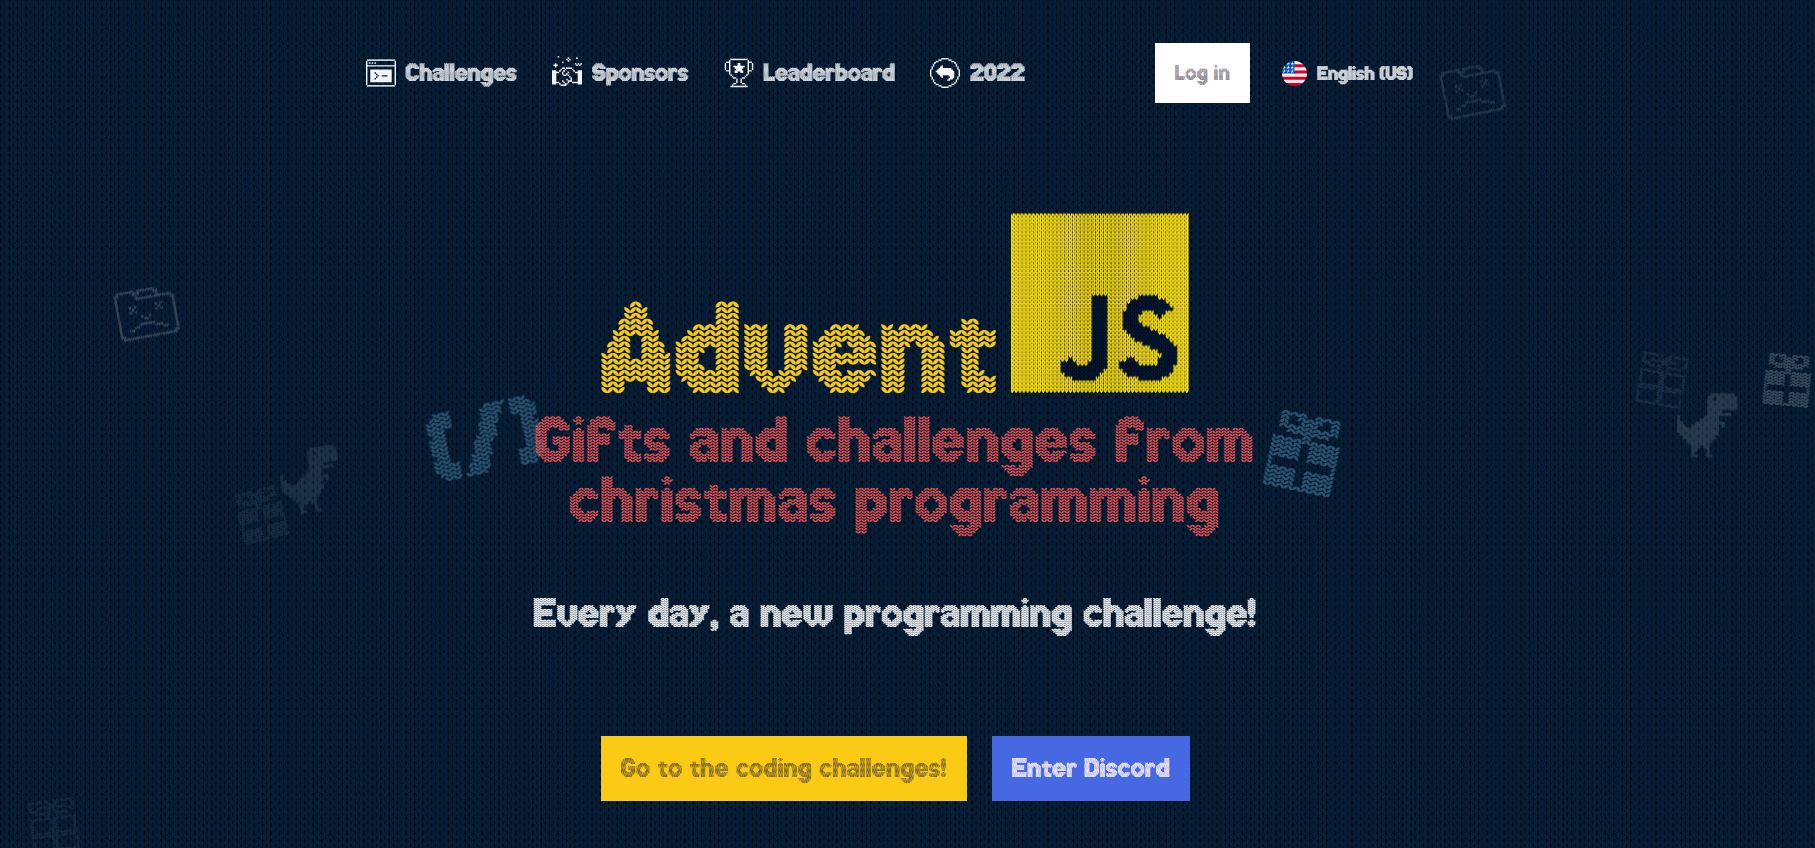 Challenges
Sponsors
Leaderboard
2022
Log in
English (US)
Advent JS
Gifts and challenges from
christmas programming
Every day, a new programming challenge!
Go to the coding challenges!
Enter Discord